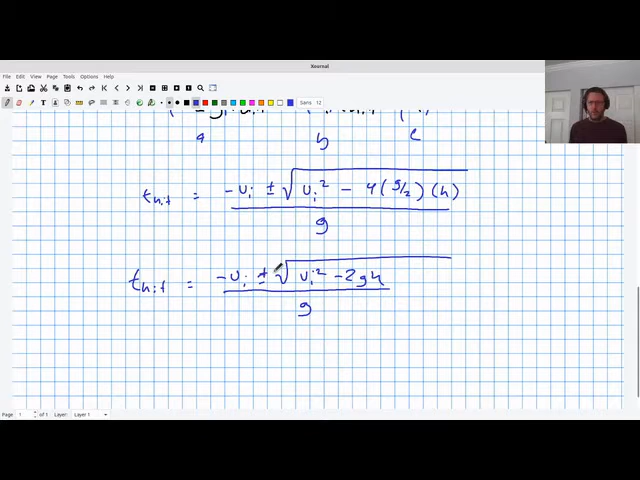 Xournal
File Edit View Page Tools Options Help
Sans 12
a b c
t_hit = -v_i ± √(v_i² - 4(g/2)(h)) / g
t_hit = -v_i ± √(v_i² - 2gh) / g
Page 1 of 1 Layer: Layer 1